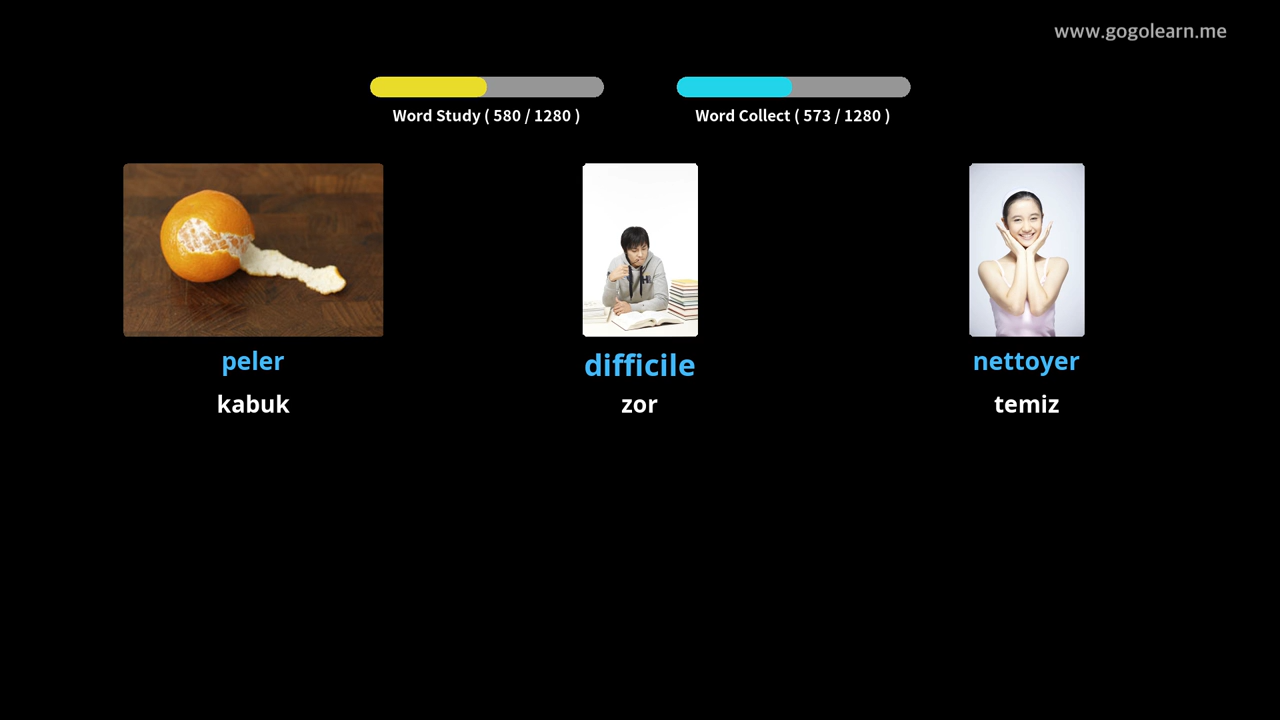 www.gogolearn.me
Word Study ( 580 / 1280 )
Word Collect ( 573 / 1280 )
peler
difficile
nettoyer
kabuk
zor
temiz